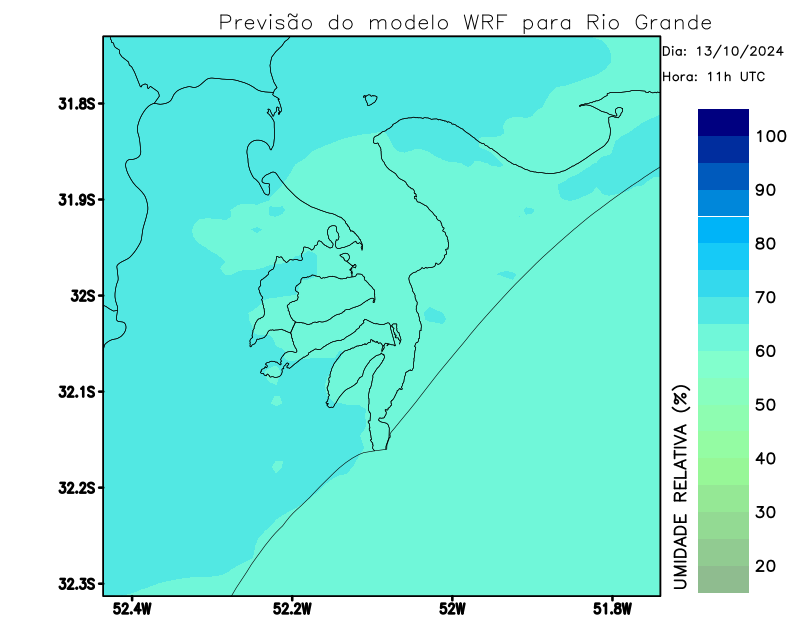 Previsão do modelo WRF para Rio Grande
Dia: 13/10/2024
Hora: 11h UTC
31.8S
31.9S
32S
32.1S
32.2S
32.3S
52.4W
52.2W
52W
51.8W
UMIDADE RELATIVA (%)
100
90
80
70
60
50
40
30
20